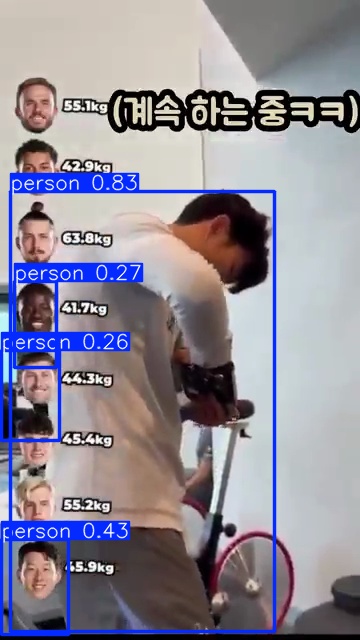 55.1kg
(계속 하는 중ㅋㅋ)
42.9kg
person 0.83
63.8kg
person 0.27
41.7kg
person 0.26
44.3kg
45.4kg
55.2kg
person 0.43
45.9kg